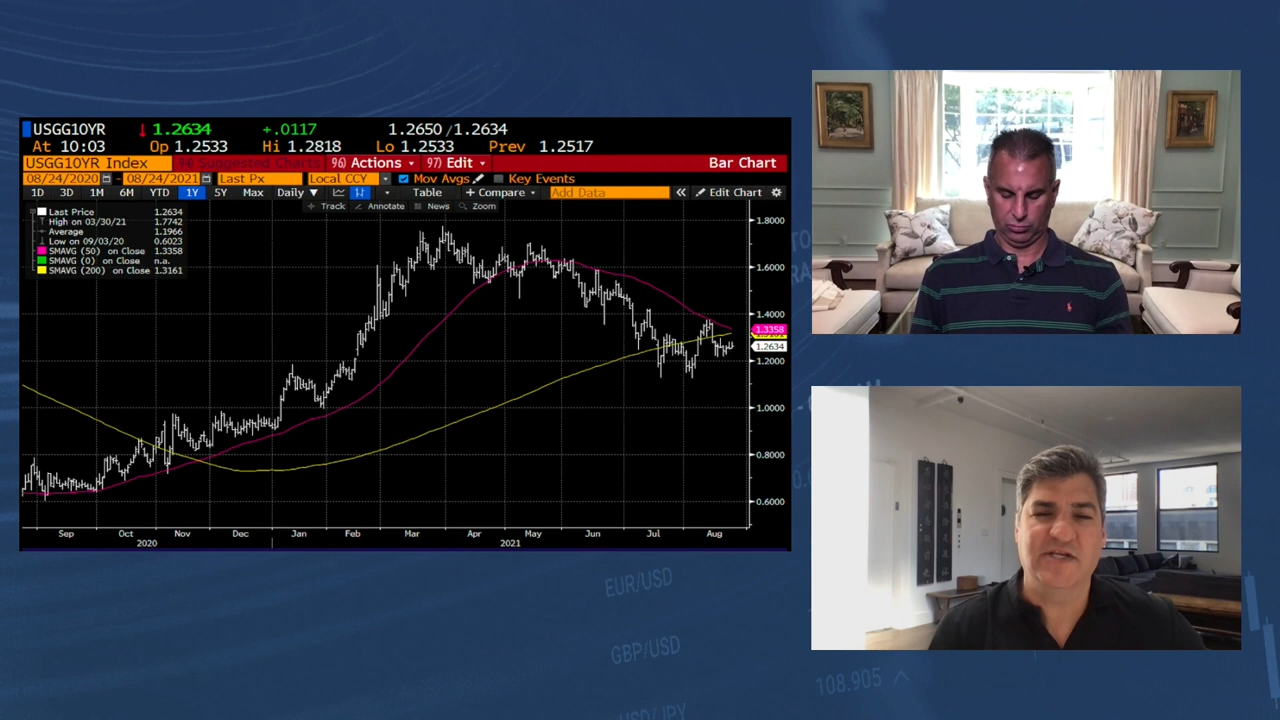 USGG10YR ↓ 1.2634 +.0117 1.2650 / 1.2634
At 10:03 Op 1.2533 Hi 1.2818 Lo 1.2533 Prev 1.2517
USGG10YR Index 94) Suggested Charts 96) Actions 97) Edit Bar Chart
08/24/2020 - 08/24/2021 Last Px Local CCY Mov Avgs Key Events
1D 3D 1M 6M YTD 1Y 5Y Max Daily ▼ Table + Compare Add Data « Edit Chart
Track Annotate News Zoom
Last Price 1.2634
High on 03/30/21 1.7742
Average 1.1966
Low on 09/03/20 0.6023
SMAVG (50) on Close 1.3358
SMAVG (0) on Close n.a.
SMAVG (200) on Close 1.3161
1.8000
1.6000
1.4000
1.3358
1.2634
1.2000
1.0000
0.8000
0.6000
Sep Oct Nov Dec Jan Feb Mar Apr May Jun Jul Aug
2020 2021
EUR/USD
GBP/USD
108.905
USD/JPY